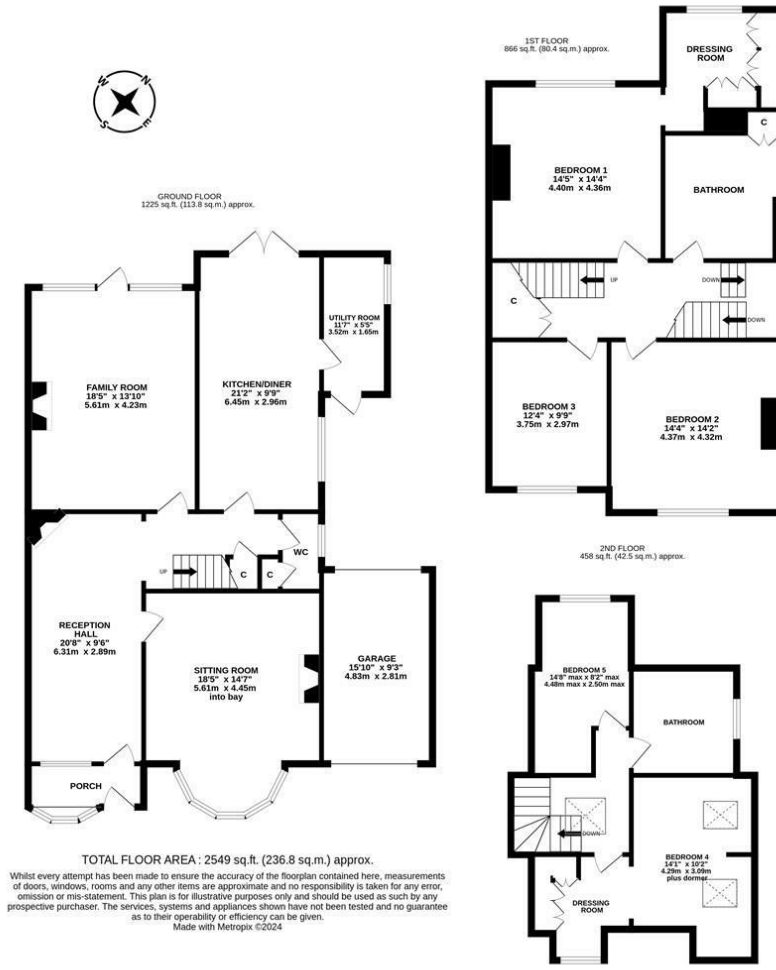 W
N
S
E
GROUND FLOOR
1225 sq.ft. (113.8 sq.m.) approx.
FAMILY ROOM
18'5" x 13'10"
5.61m x 4.23m
KITCHEN/DINER
21'2" x 9'9"
6.45m x 2.96m
UTILITY ROOM
11'7" x 5'5"
3.52m x 1.65m
UP
C
C
WC
RECEPTION
HALL
20'8" x 9'6"
6.31m x 2.89m
SITTING ROOM
18'5" x 14'7"
5.61m x 4.45m
into bay
GARAGE
15'10" x 9'3"
4.83m x 2.81m
PORCH
1ST FLOOR
866 sq.ft. (80.4 sq.m.) approx.
DRESSING
ROOM
C
BEDROOM 1
14'5" x 14'4"
4.40m x 4.36m
BATHROOM
UP
DOWN
C
DOWN
BEDROOM 3
12'4" x 9'9"
3.75m x 2.97m
BEDROOM 2
14'4" x 14'2"
4.37m x 4.32m
2ND FLOOR
458 sq.ft. (42.5 sq.m.) approx.
BEDROOM 5
14'8" max x 8'2" max
4.48m max x 2.50m max
BATHROOM
DOWN
BEDROOM 4
14'1" x 10'2"
4.29m x 3.09m
plus dormer
DRESSING
ROOM
TOTAL FLOOR AREA : 2549 sq.ft. (236.8 sq.m.) approx.
Whilst every attempt has been made to ensure the accuracy of the floorplan contained here, measurements
of doors, windows, rooms and any other items are approximate and no responsibility is taken for any error,
omission or mis-statement. This plan is for illustrative purposes only and should be used as such by any
prospective purchaser. The services, systems and appliances shown have not been tested and no guarantee
as to their operability or efficiency can be given.
Made with Metropix ©2024